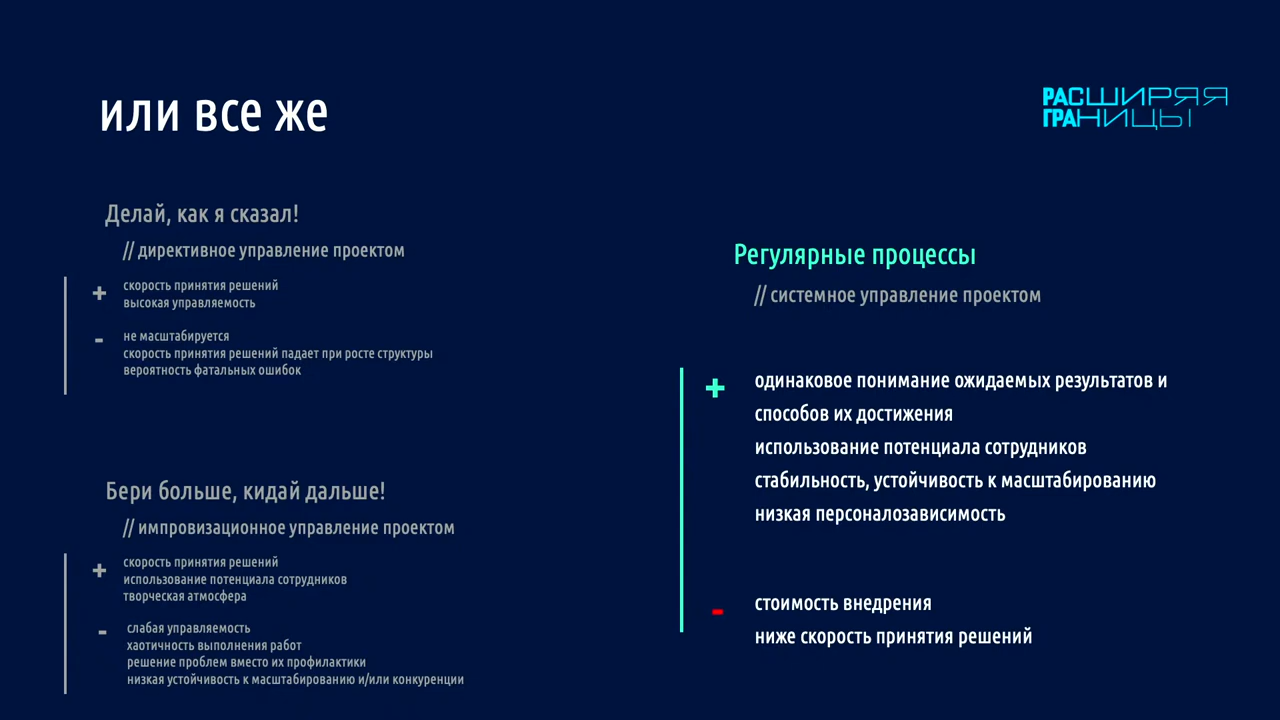 или все же
РАСШИРЯЯ
ГРАНИЦЫ
Делай, как я сказал!
// директивное управление проектом
+ скорость принятия решений
высокая управляемость
- не масштабируется
скорость принятия решений падает при росте структуры
вероятность фатальных ошибок
Бери больше, кидай дальше!
// импровизационное управление проектом
+ скорость принятия решений
использование потенциала сотрудников
творческая атмосфера
- слабая управляемость
хаотичность выполнения работ
решение проблем вместо их профилактики
низкая устойчивость к масштабированию и/или конкуренции
Регулярные процессы
// системное управление проектом
+ одинаковое понимание ожидаемых результатов и
способов их достижения
использование потенциала сотрудников
стабильность, устойчивость к масштабированию
низкая персоналозависимость
- стоимость внедрения
ниже скорость принятия решений